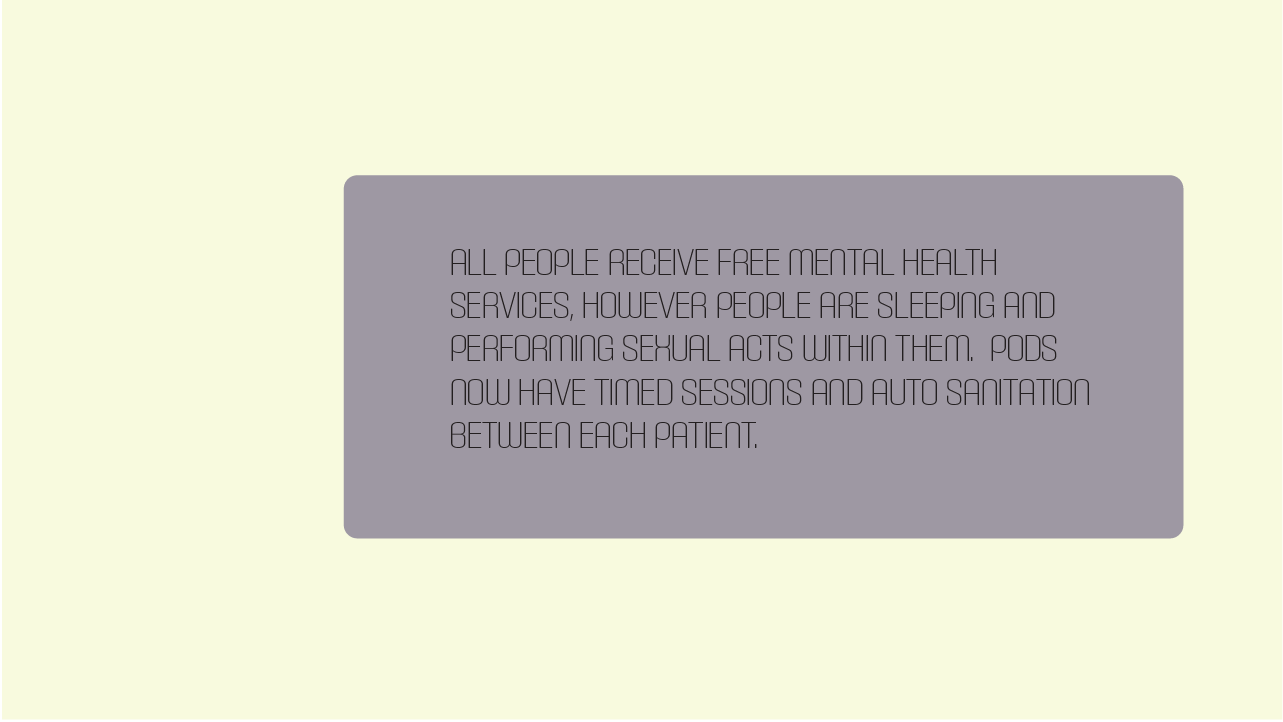 ALL PEOPLE RECEIVE FREE MENTAL HEALTH
SERVICES, HOWEVER PEOPLE ARE SLEEPING AND
PERFORMING SEXUAL ACTS WITHIN THEM.  PODS
NOW HAVE TIMED SESSIONS AND AUTO SANITATION
BETWEEN EACH PATIENT.